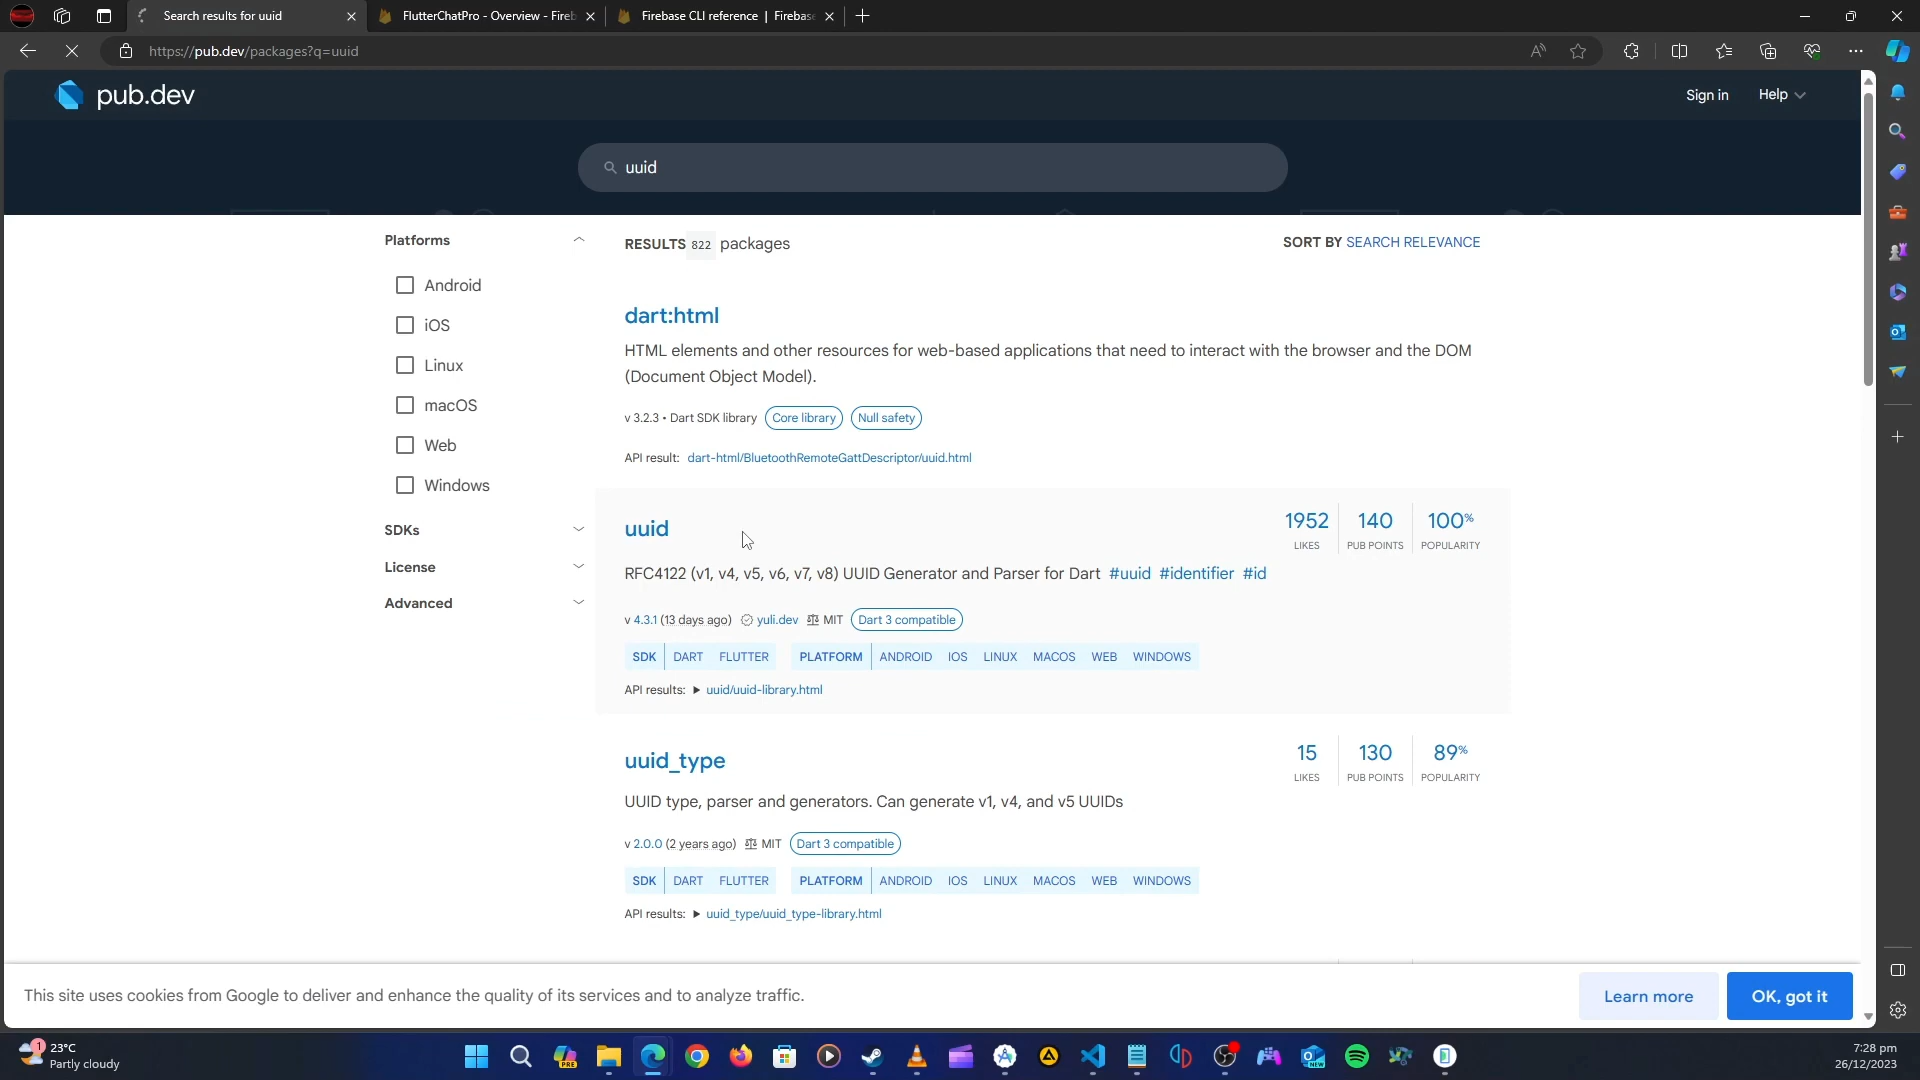 Search results for uuid
FlutterChatPro - Overview - Fireb
Firebase CLI reference | Firebase
https://pub.dev/packages?q=uuid
pub.dev
Sign in
Help
uuid
Platforms
Android
iOS
Linux
macOS
Web
Windows
SDKs
License
Advanced
RESULTS 822 packages
SORT BY SEARCH RELEVANCE
dart:html
HTML elements and other resources for web-based applications that need to interact with the browser and the DOM
(Document Object Model).
v 3.2.3 • Dart SDK library Core library Null safety
API result: dart-html/BluetoothRemoteGattDescriptor/uuid.html
uuid
1952 140 100%
LIKES PUB POINTS POPULARITY
RFC4122 (v1, v4, v5, v6, v7, v8) UUID Generator and Parser for Dart #uuid #identifier #id
v 4.3.1 (13 days ago) yuli.dev MIT Dart 3 compatible
SDK DART FLUTTER PLATFORM ANDROID IOS LINUX MACOS WEB WINDOWS
API results: ▶ uuid/uuid-library.html
uuid_type
15 130 89%
LIKES PUB POINTS POPULARITY
UUID type, parser and generators. Can generate v1, v4, and v5 UUIDs
v 2.0.0 (2 years ago) MIT Dart 3 compatible
SDK DART FLUTTER PLATFORM ANDROID IOS LINUX MACOS WEB WINDOWS
API results: ▶ uuid_type/uuid_type-library.html
This site uses cookies from Google to deliver and enhance the quality of its services and to analyze traffic.
Learn more
OK, got it
1
23°C
Partly cloudy
PRE
NEW
7:28 pm
26/12/2023